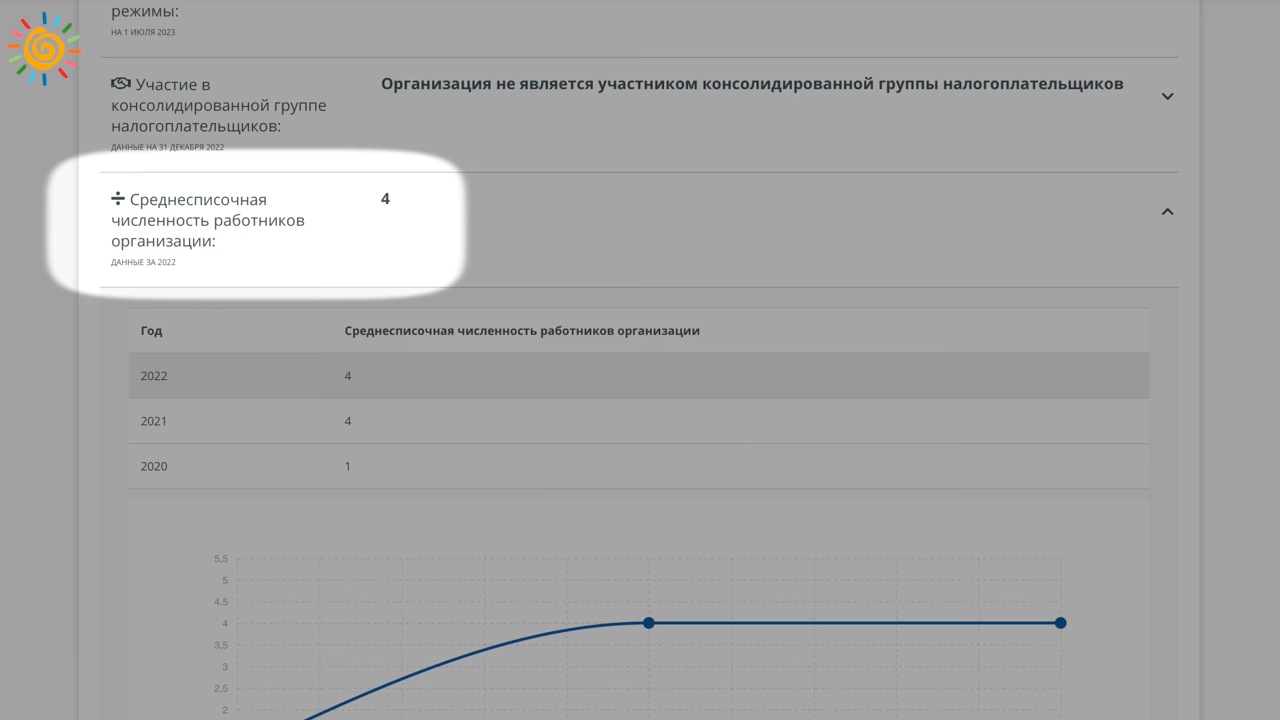 режимы:
НА 1 ИЮЛЯ 2023
Участие в
консолидированной группе
налогоплательщиков:
ДАННЫЕ НА 31 ДЕКАБРЯ 2022
Организация не является участником консолидированной группы налогоплательщиков
Среднесписочная
численность работников
организации:
ДАННЫЕ ЗА 2022
4
Год Среднесписочная численность работников организации
2022 4
2021 4
2020 1
5,5
5
4,5
4
3,5
3
2,5
2